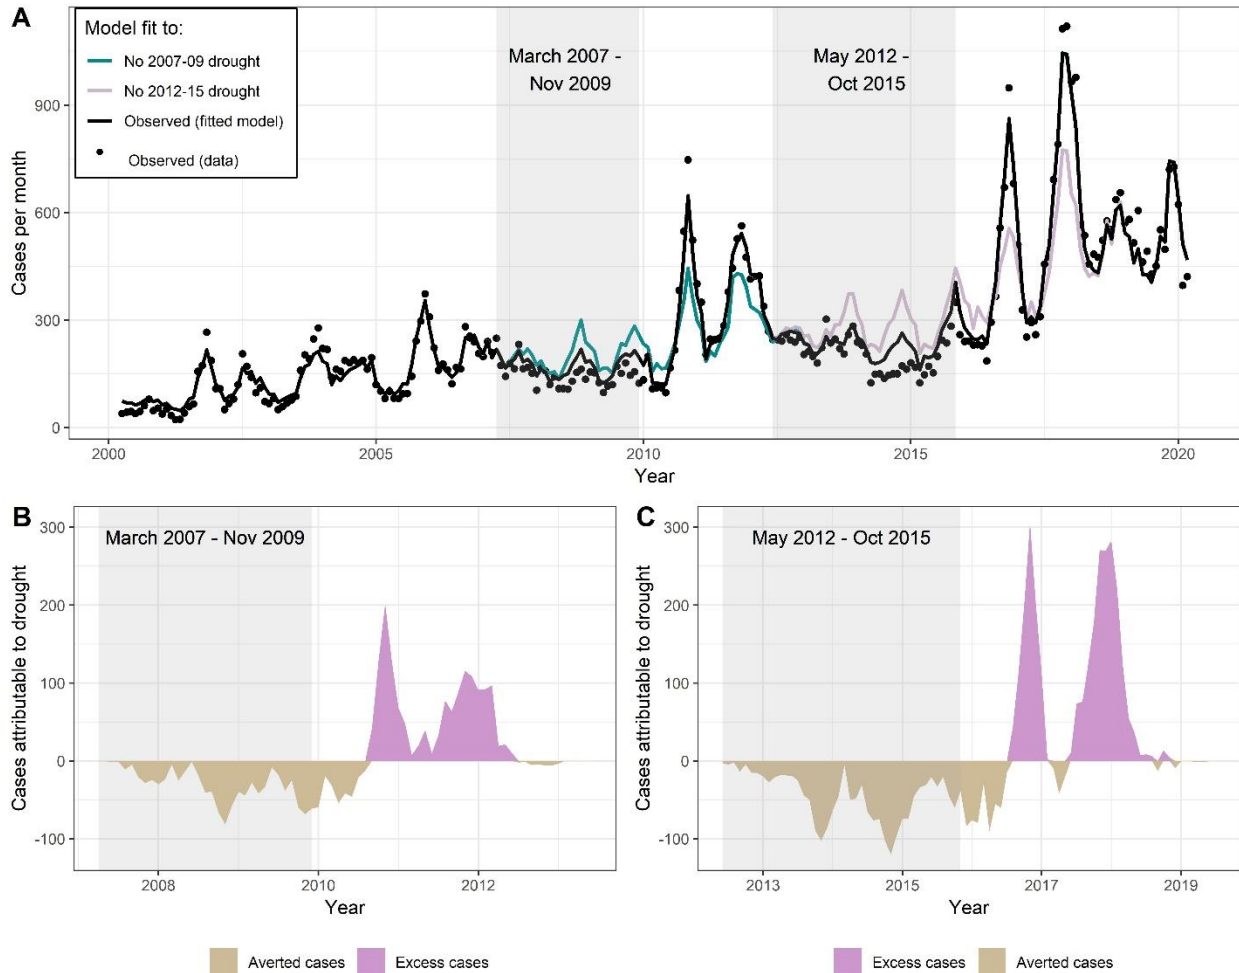 A
Model fit to:
No 2007-09 drought
No 2012-15 drought
Observed (fitted model)
Observed (data)
March 2007 -
Nov 2009
May 2012 -
Oct 2015
Cases per month
900
600
300
0
2000
2005
2010
2015
2020
Year
B
March 2007 - Nov 2009
Cases attributable to drought
300
200
100
0
-100
2008
2010
2012
Year
Averted cases
Excess cases
C
May 2012 - Oct 2015
Cases attributable to drought
300
200
100
0
-100
2013
2015
2017
2019
Year
Excess cases
Averted cases